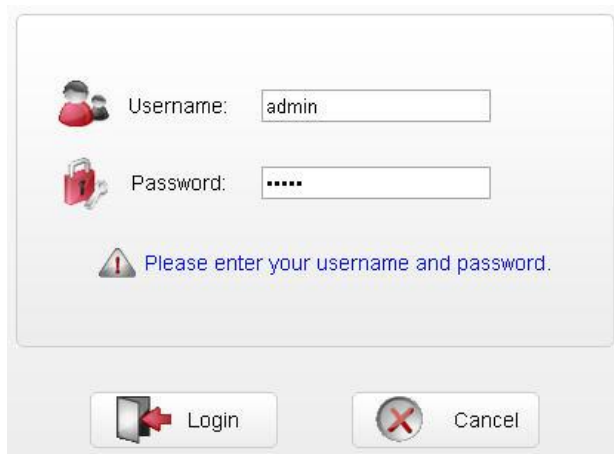 Username: admin
Password: •••••
Please enter your username and password.
Login Cancel